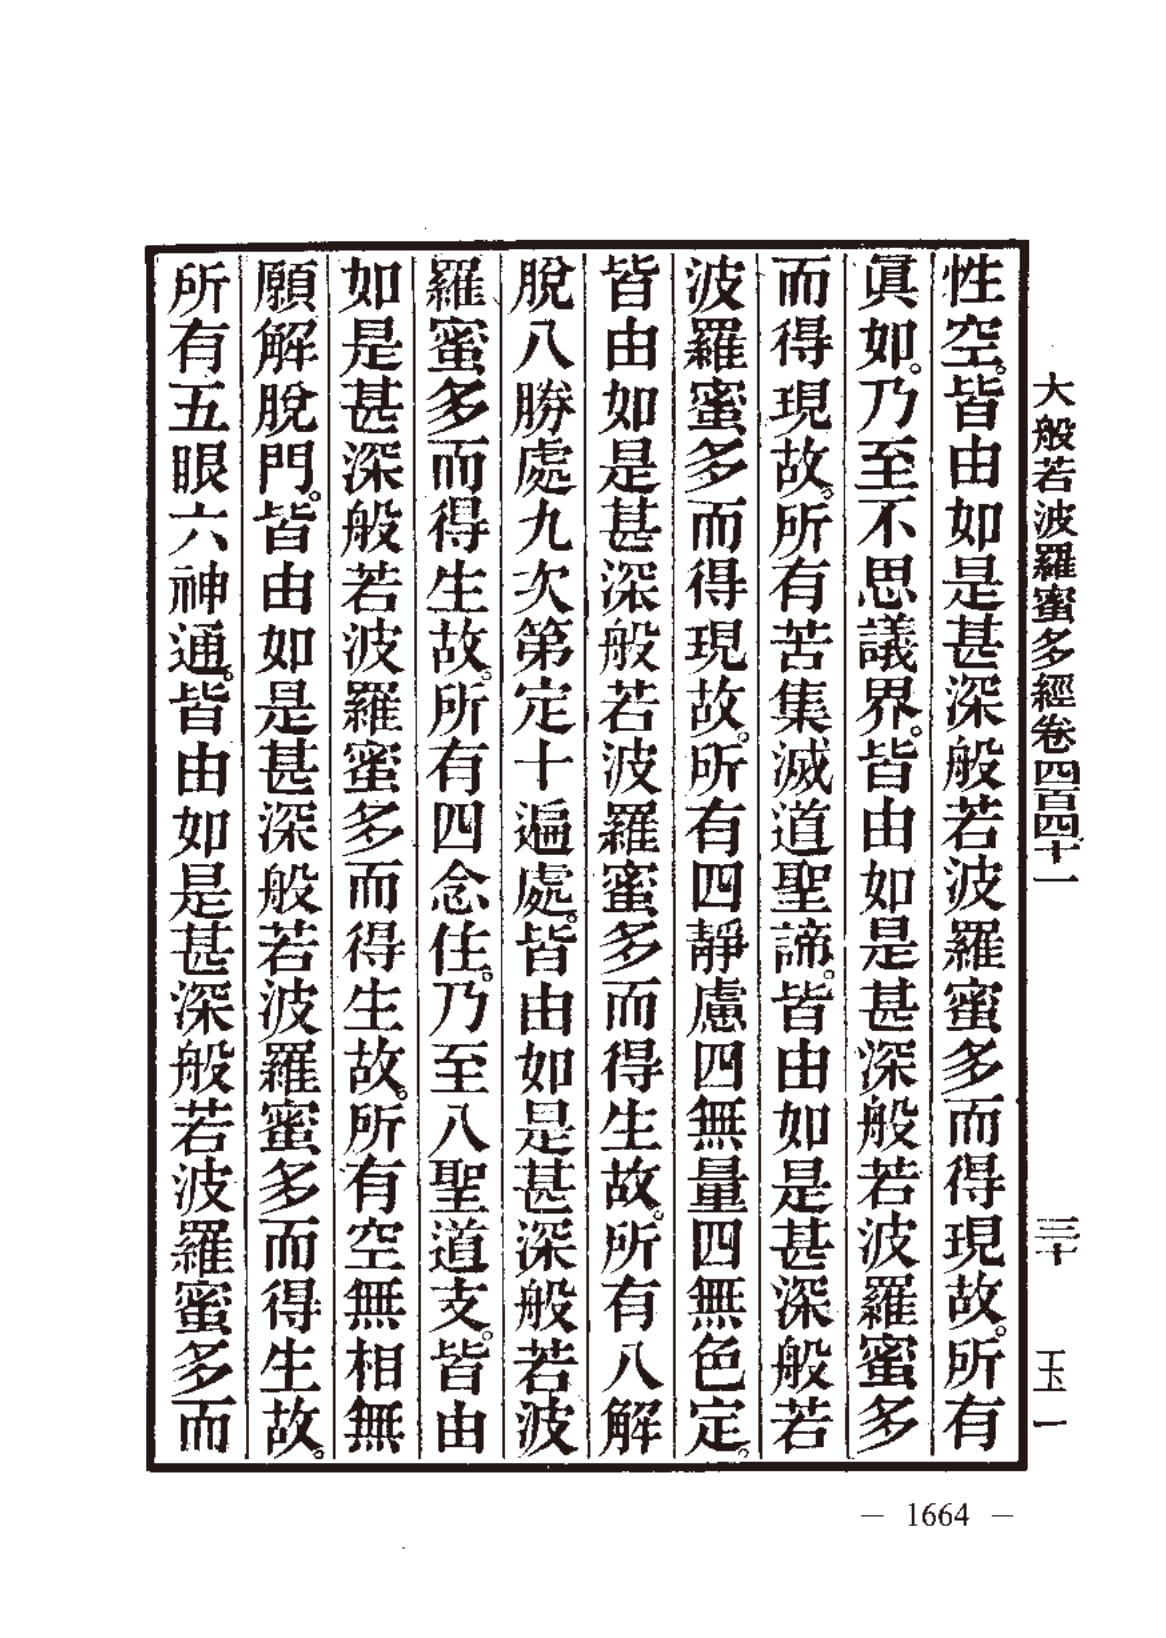 大般若波羅蜜多經卷四百四十一 三十 玉一
性空。皆由如是甚深般若波羅蜜多而得現故。所有
眞如。乃至不思議界。皆由如是甚深般若波羅蜜多
而得現故。所有苦集滅道聖諦。皆由如是甚深般若
波羅蜜多而得現故。所有四靜慮四無量四無色定。
皆由如是甚深般若波羅蜜多而得生故。所有八解
脫八勝處九次第定十遍處。皆由如是甚深般若波
羅蜜多而得生故。所有四念住。乃至八聖道支。皆由
如是甚深般若波羅蜜多而得生故。所有空無相無
願解脫門。皆由如是甚深般若波羅蜜多而得生故。
所有五眼六神通。皆由如是甚深般若波羅蜜多而
— 1664 —